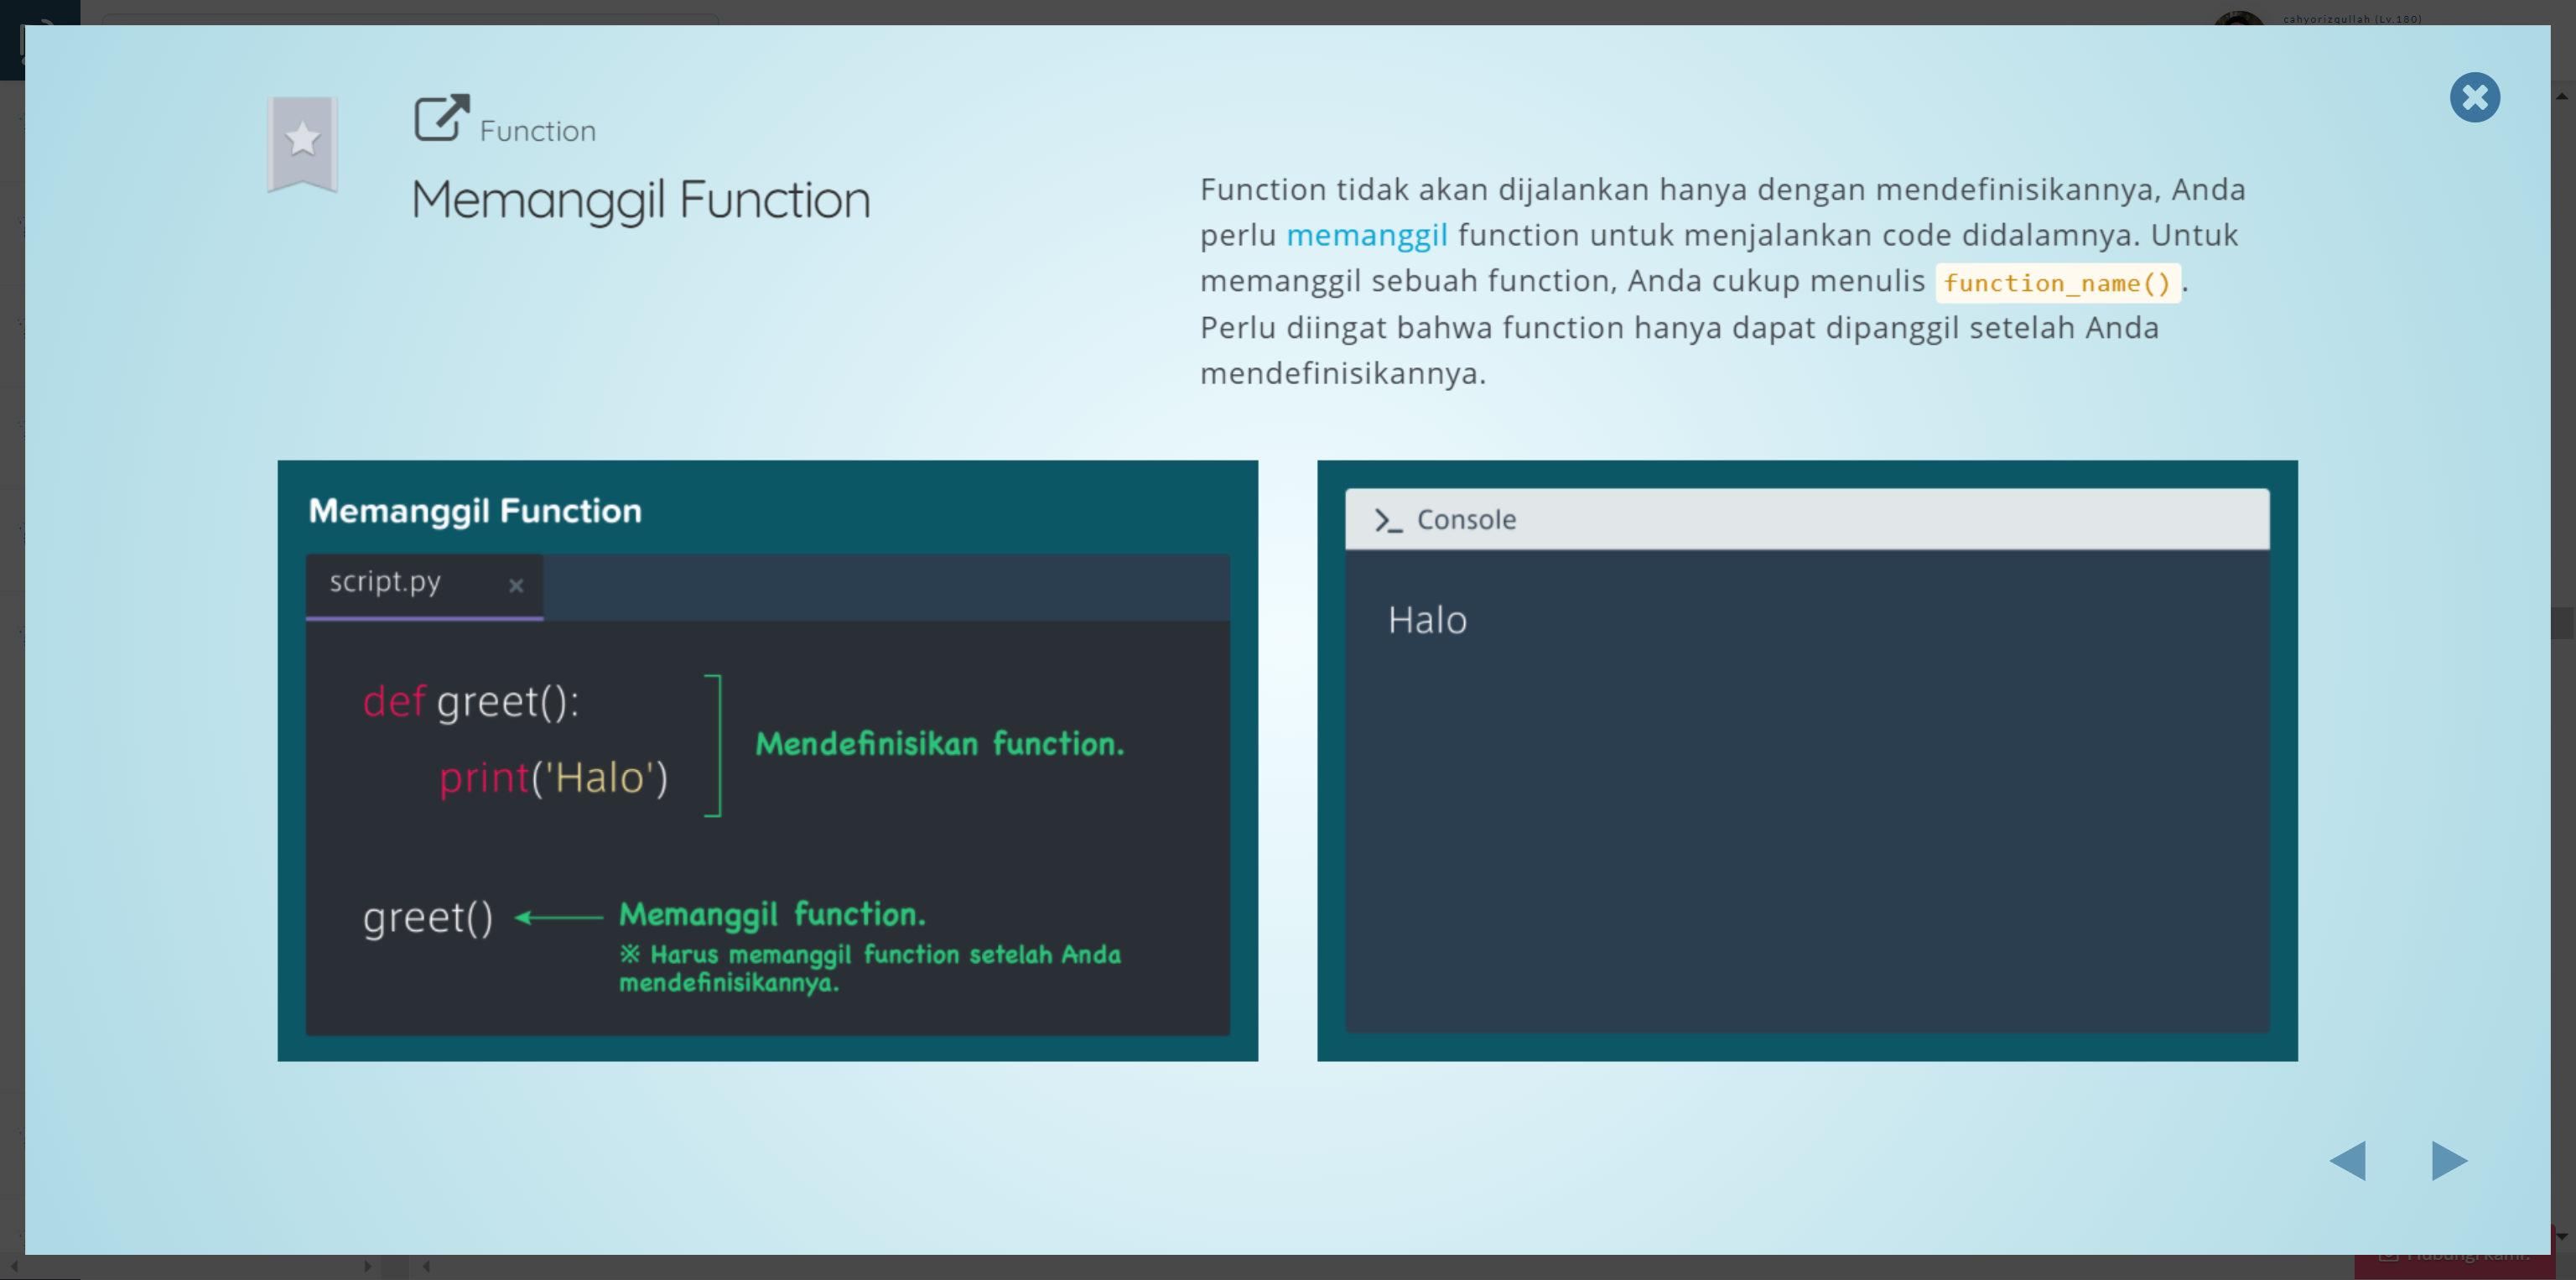 cahyorizqullah (Lv.180)
Function
Memanggil Function
Function tidak akan dijalankan hanya dengan mendefinisikannya, Anda
perlu memanggil function untuk menjalankan code didalamnya. Untuk
memanggil sebuah function, Anda cukup menulis function_name().
Perlu diingat bahwa function hanya dapat dipanggil setelah Anda
mendefinisikannya.
Memanggil Function
script.py
def greet():
print('Halo')
Mendefinisikan function.
greet()
Memanggil function.
※ Harus memanggil function setelah Anda
mendefinisikannya.
>_ Console
Halo